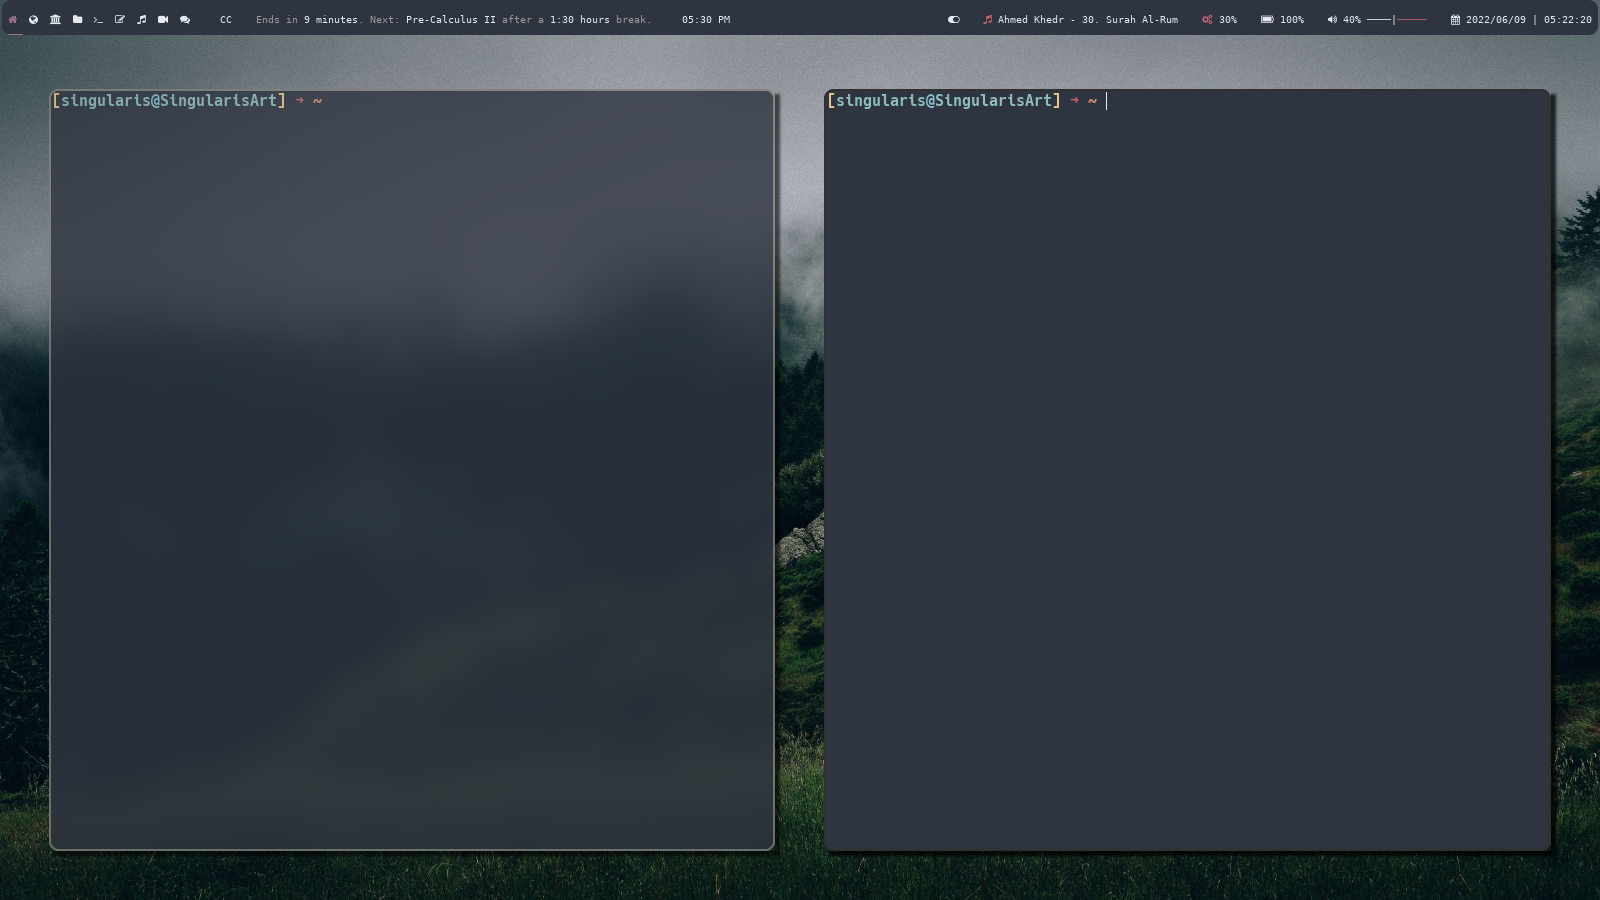 CC Ends in 9 minutes. Next: Pre-Calculus II after a 1:30 hours break. 05:30 PM Ahmed Khedr - 30. Surah Al-Rum 30% 100% 40% 2022/06/09 | 05:22:20
[singularis@SingularisArt] ➜ ~
[singularis@SingularisArt] ➜ ~